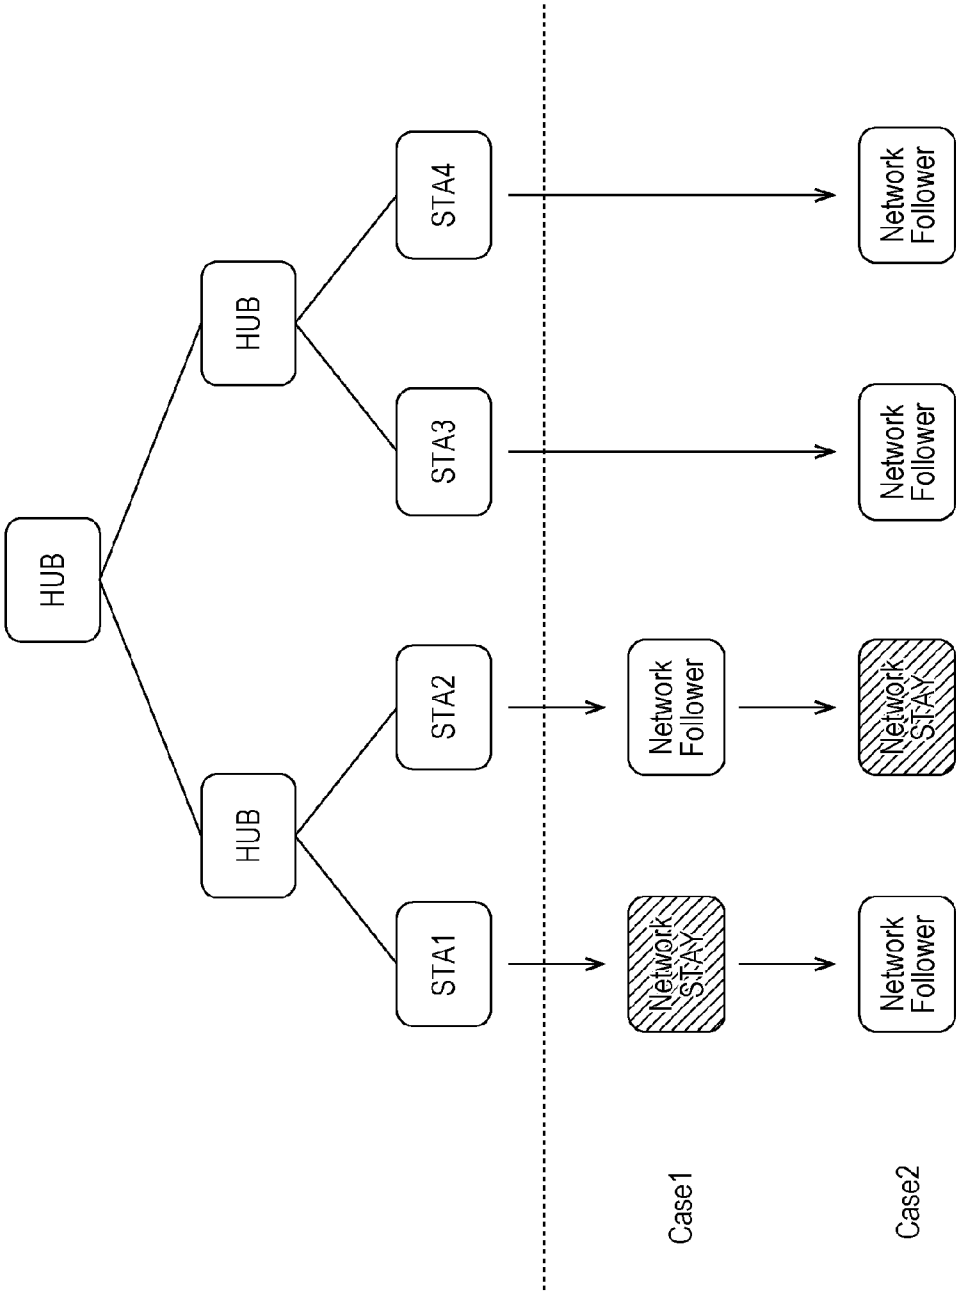 HUB
HUB
HUB
STA1
STA2
STA3
STA4
Case1
Network
STAY
Network
Follower
Case2
Network
Follower
Network
STAY
Network
Follower
Network
Follower